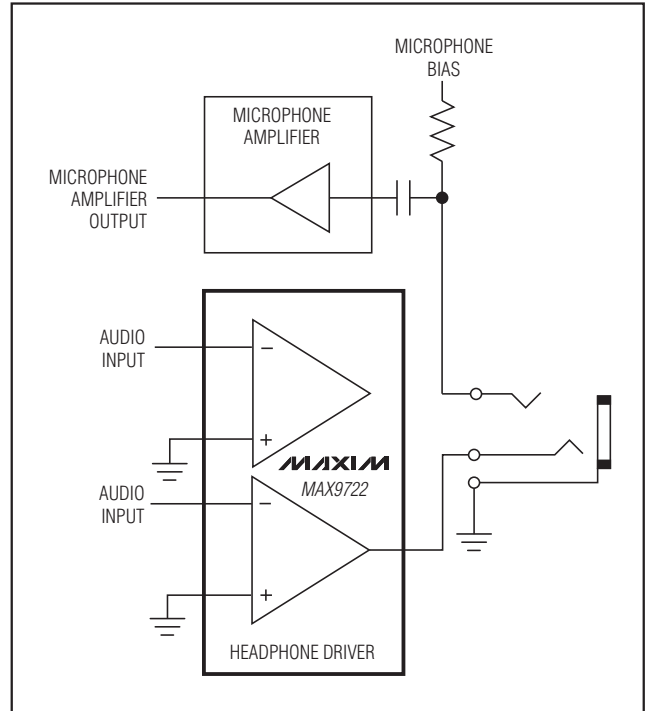 MICROPHONE
BIAS
MICROPHONE
AMPLIFIER
MICROPHONE
AMPLIFIER
OUTPUT
AUDIO
INPUT
−
+
MAXIM
MAX9722
AUDIO
INPUT
−
+
HEADPHONE DRIVER